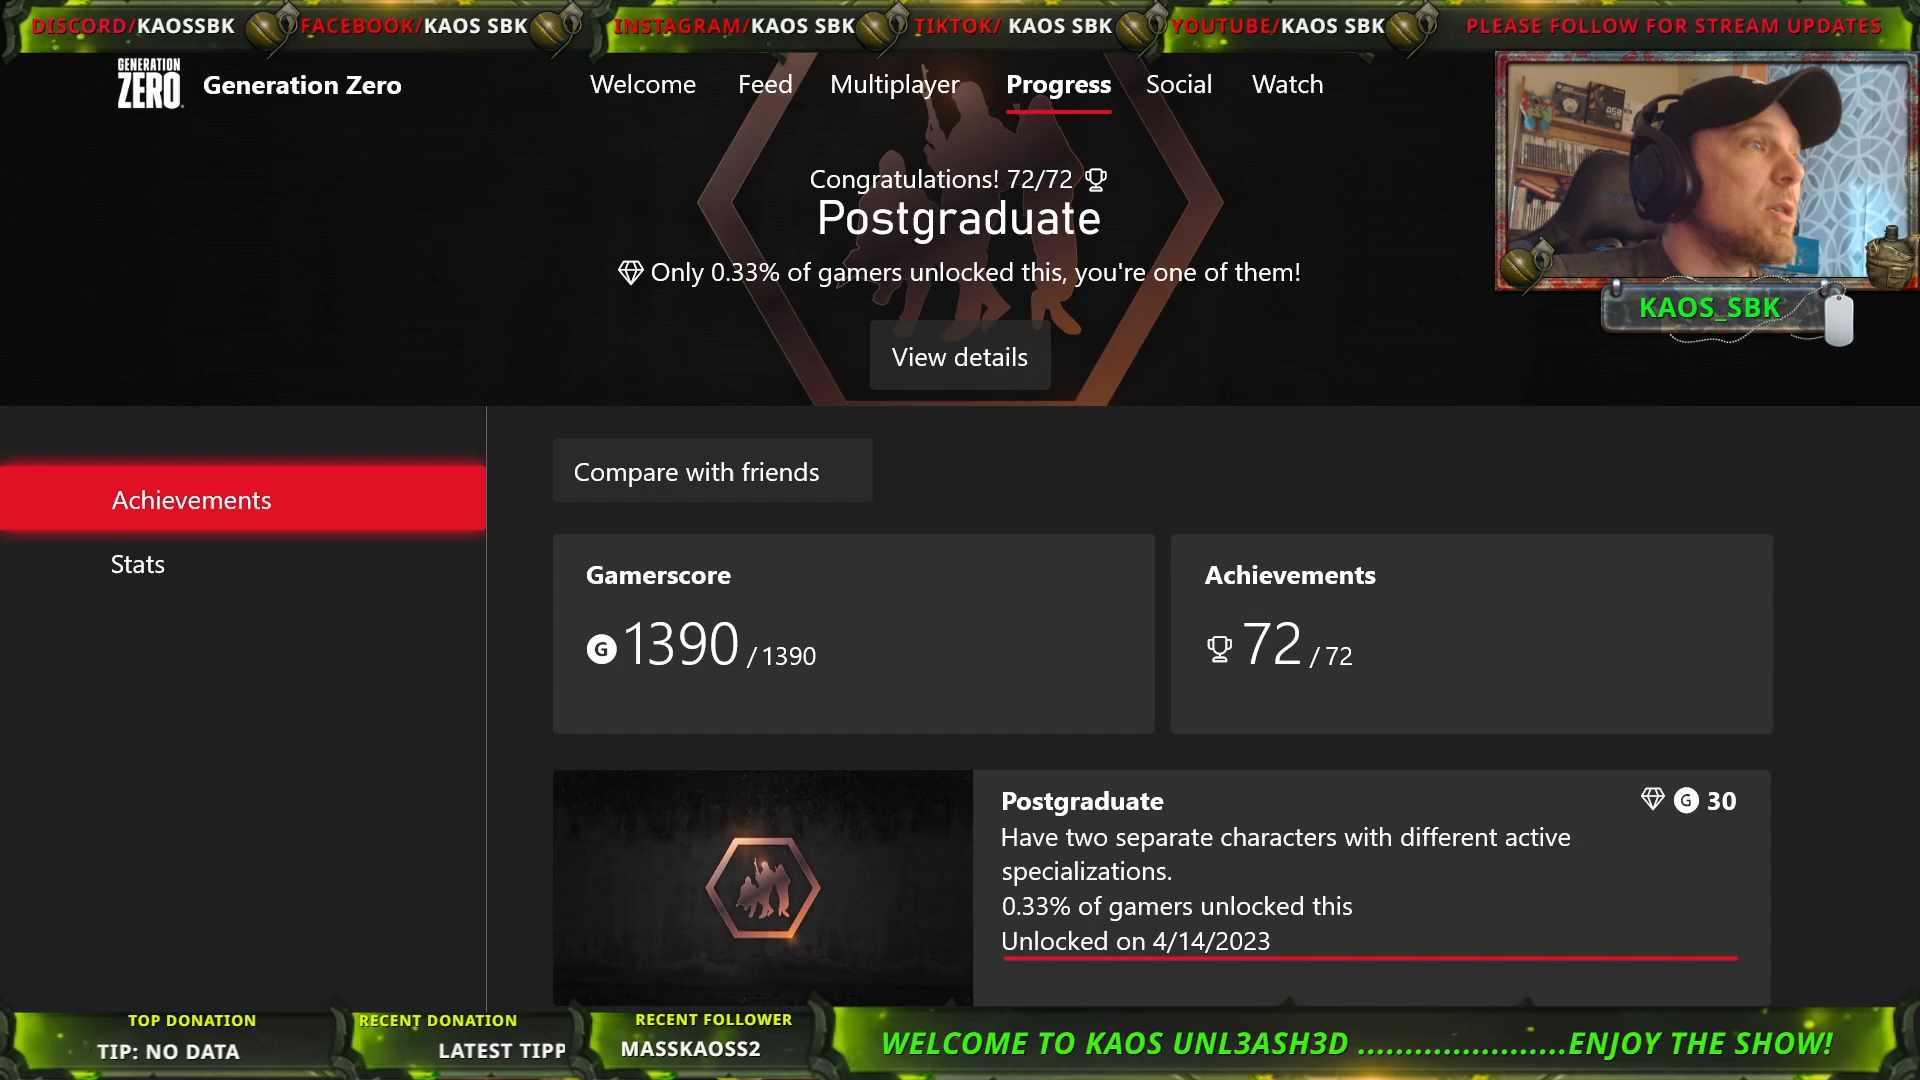 DISCORD/KAOSSBK FACEBOOK/KAOS SBK INSTAGRAM/KAOS SBK TIKTOK/ KAOS SBK YOUTUBE/KAOS SBK PLEASE FOLLOW FOR STREAM UPDATES
GENERATION
ZERO
Generation Zero
Welcome Feed Multiplayer Progress Social Watch
Congratulations! 72/72
Postgraduate
Only 0.33% of gamers unlocked this, you're one of them!
View details
KAOS_SBK
Achievements
Stats
Compare with friends
Gamerscore
G 1390 / 1390
Achievements
72 / 72
Postgraduate
G 30
Have two separate characters with different active
specializations.
0.33% of gamers unlocked this
Unlocked on 4/14/2023
TOP DONATION
TIP: NO DATA
RECENT DONATION
LATEST TIPP
RECENT FOLLOWER
MASSKAOSS2
WELCOME TO KAOS UNL3ASH3D ......................ENJOY THE SHOW!